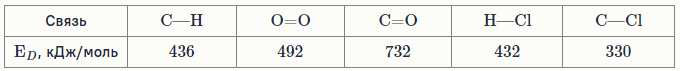 Связь C—H O=O C=O H—Cl C—Cl
E_D, кДж/моль 436 492 732 432 330